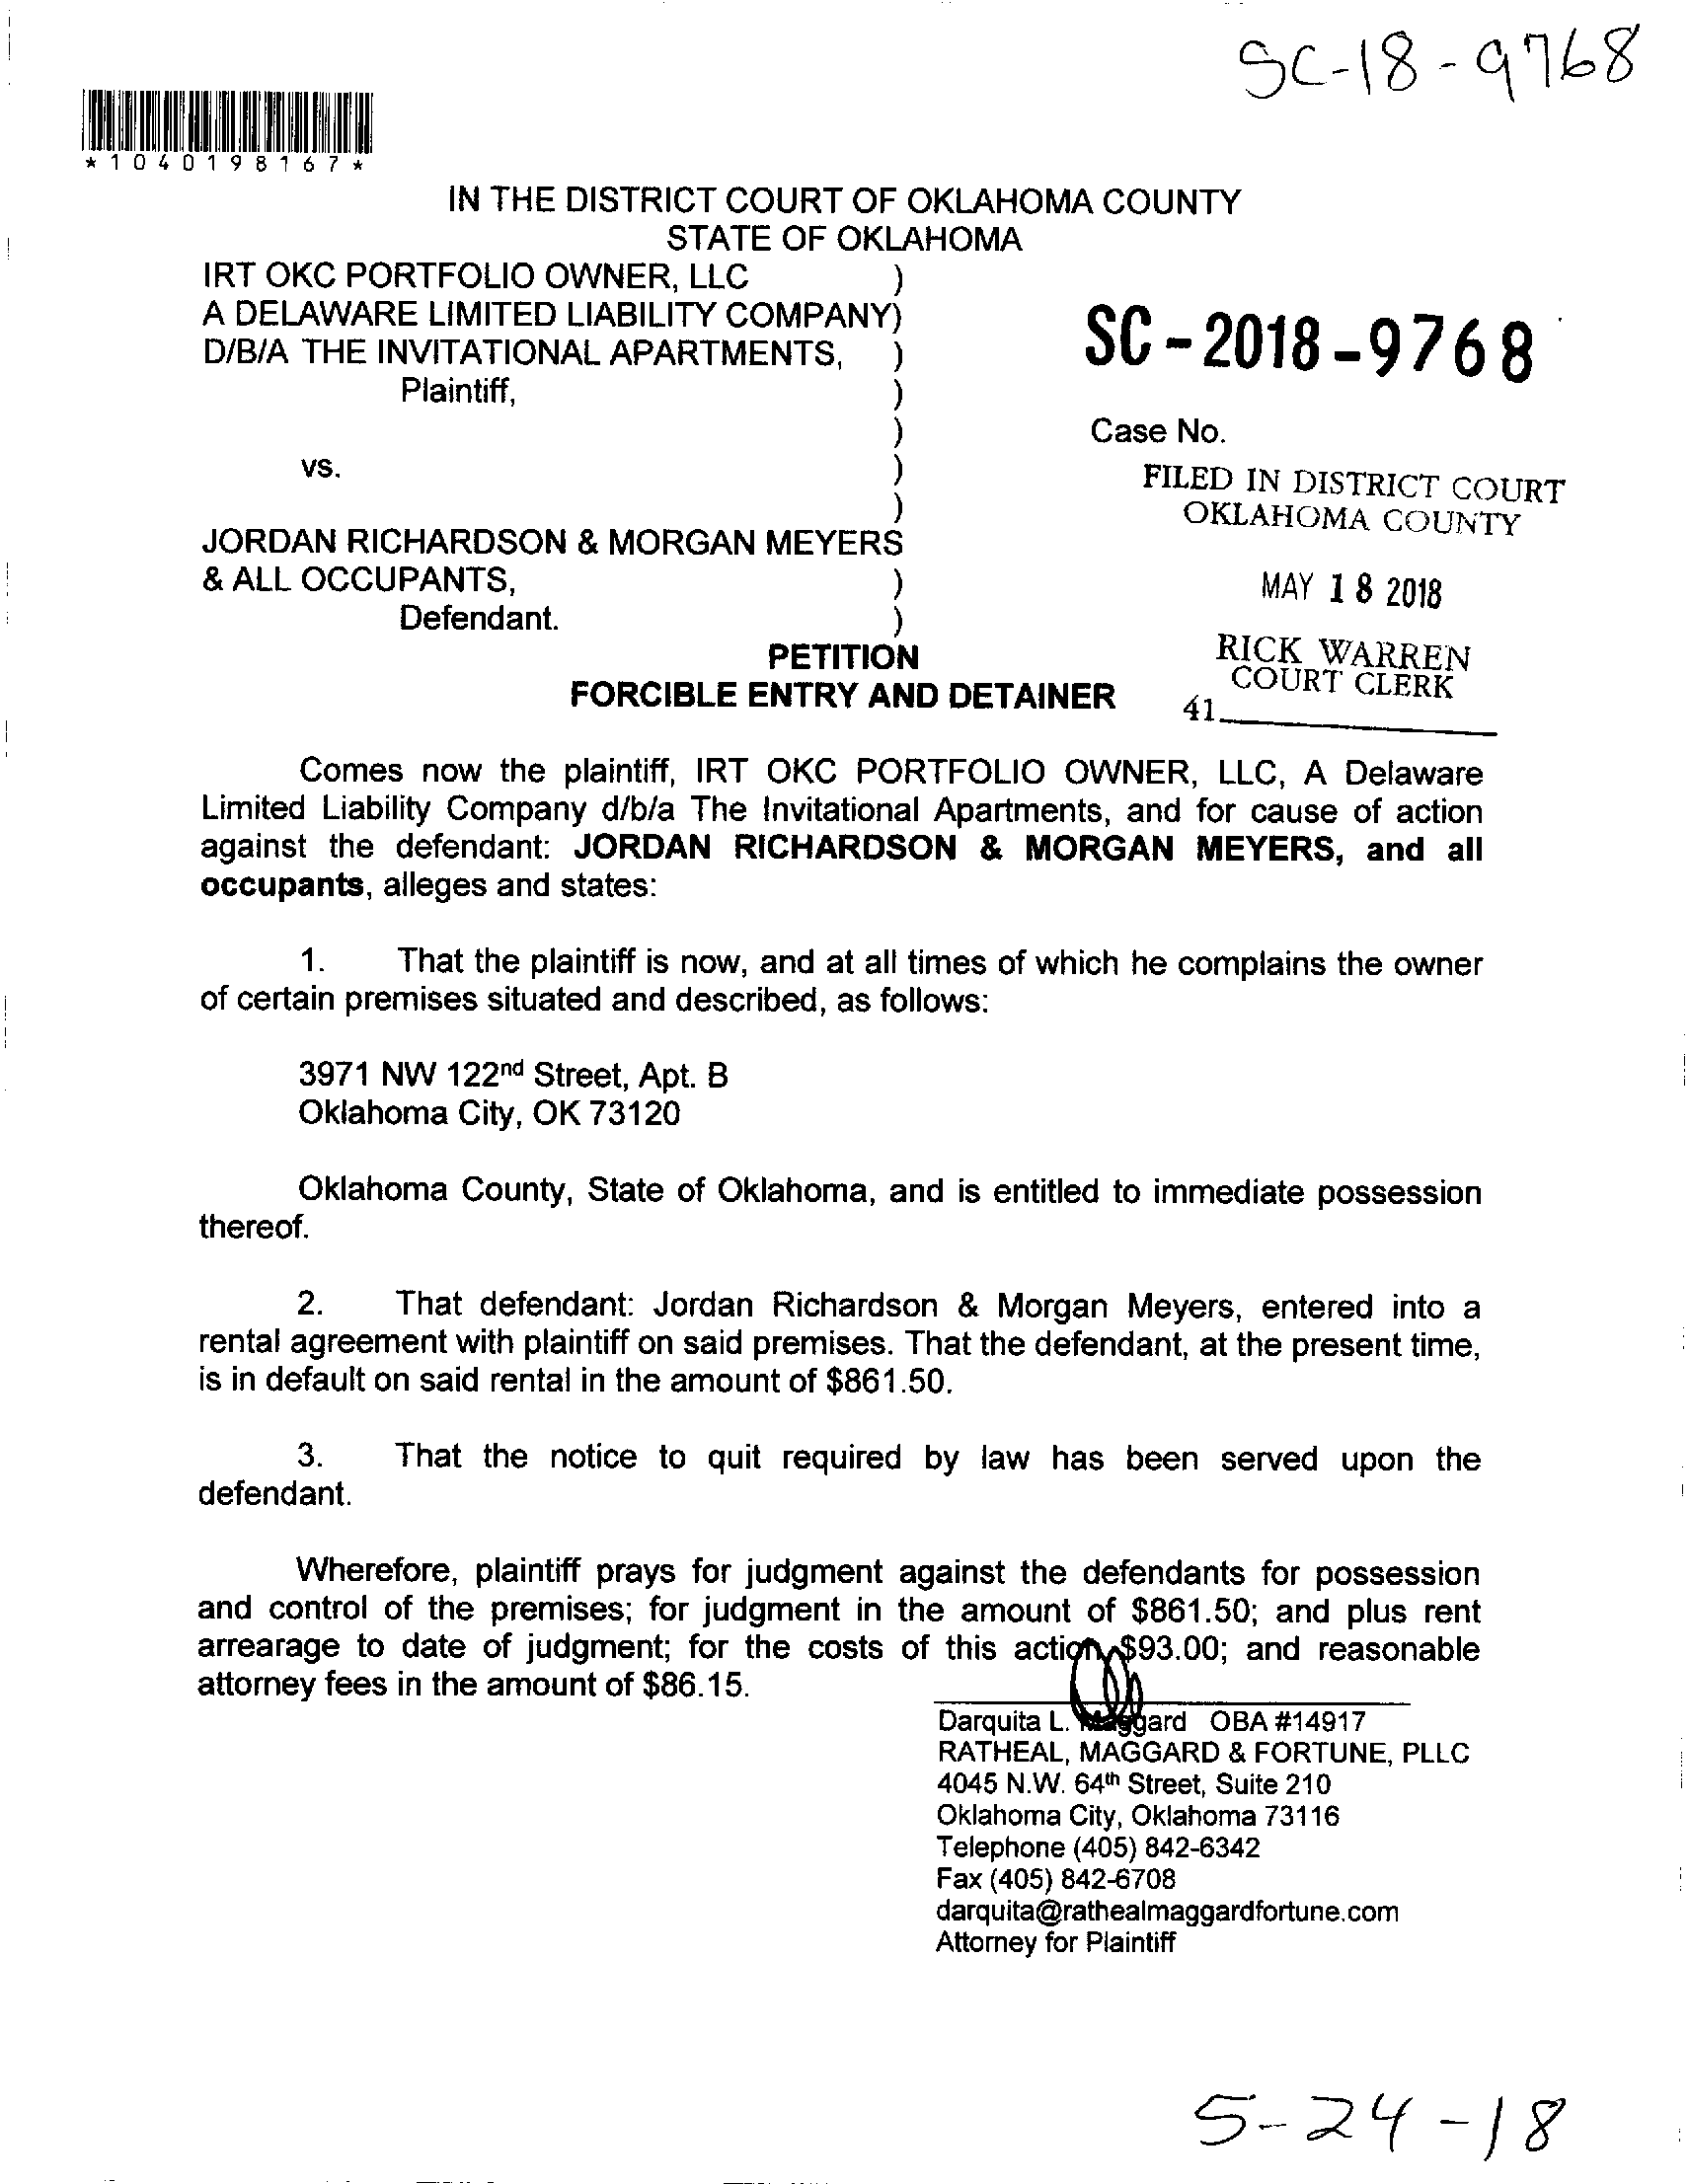 SC-18-9768
*1040198167*
IN THE DISTRICT COURT OF OKLAHOMA COUNTY
STATE OF OKLAHOMA
IRT OKC PORTFOLIO OWNER, LLC )
A DELAWARE LIMITED LIABILITY COMPANY)
D/B/A THE INVITATIONAL APARTMENTS, )
SC-2018-9768
Plaintiff, )
)
Case No.
vs. )
FILED IN DISTRICT COURT
)
OKLAHOMA COUNTY
JORDAN RICHARDSON & MORGAN MEYERS
& ALL OCCUPANTS, )
MAY 18 2018
Defendant. )
PETITION
RICK WARREN
COURT CLERK
FORCIBLE ENTRY AND DETAINER
41
Comes now the plaintiff, IRT OKC PORTFOLIO OWNER, LLC, A Delaware
Limited Liability Company d/b/a The Invitational Apartments, and for cause of action
against the defendant: JORDAN RICHARDSON & MORGAN MEYERS, and all
occupants, alleges and states:
1. That the plaintiff is now, and at all times of which he complains the owner
of certain premises situated and described, as follows:
3971 NW 122nd Street, Apt. B
Oklahoma City, OK 73120
Oklahoma County, State of Oklahoma, and is entitled to immediate possession
thereof.
2. That defendant: Jordan Richardson & Morgan Meyers, entered into a
rental agreement with plaintiff on said premises. That the defendant, at the present time,
is in default on said rental in the amount of $861.50.
3. That the notice to quit required by law has been served upon the
defendant.
Wherefore, plaintiff prays for judgment against the defendants for possession
and control of the premises; for judgment in the amount of $861.50; and plus rent
arrearage to date of judgment; for the costs of this action $93.00; and reasonable
attorney fees in the amount of $86.15.
Darquita L. Maggard OBA #14917
RATHEAL, MAGGARD & FORTUNE, PLLC
4045 N.W. 64th Street, Suite 210
Oklahoma City, Oklahoma 73116
Telephone (405) 842-6342
Fax (405) 842-6708
darquita@rathealmaggardfortune.com
Attorney for Plaintiff
5-24-18